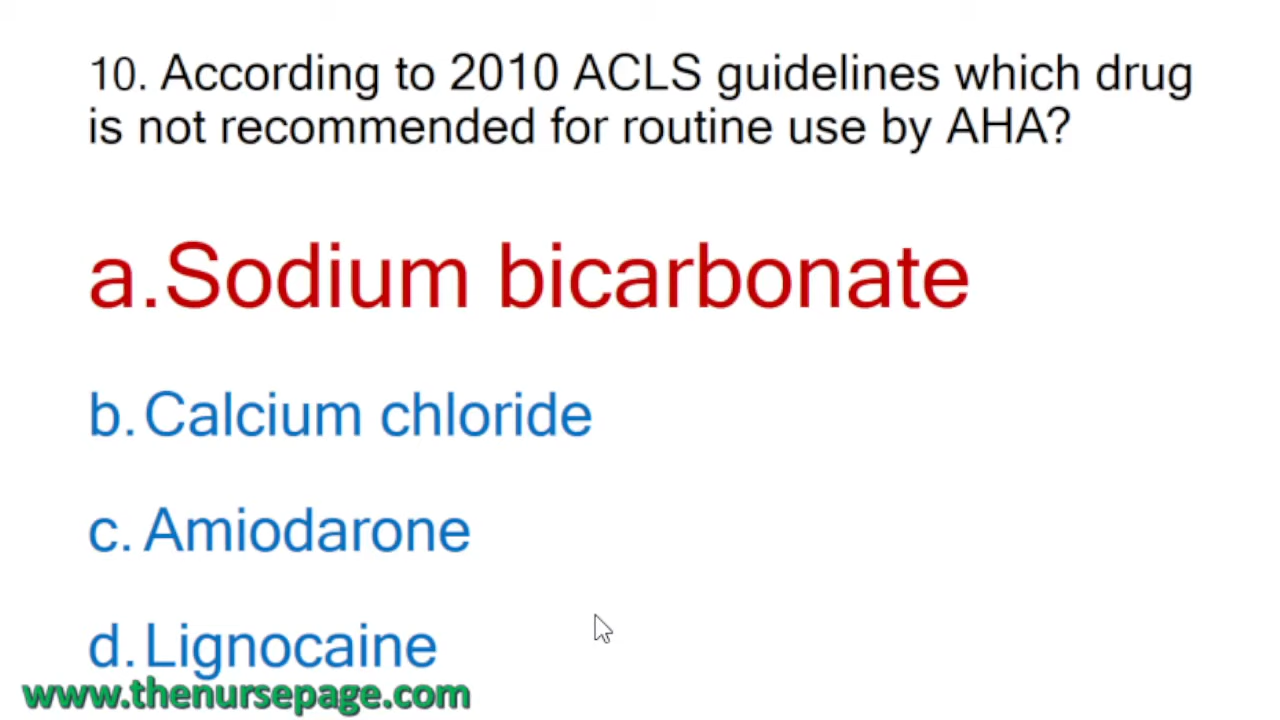 10. According to 2010 ACLS guidelines which drug
is not recommended for routine use by AHA?
a.Sodium bicarbonate
b. Calcium chloride
c. Amiodarone
d. Lignocaine
www.thenursepage.com